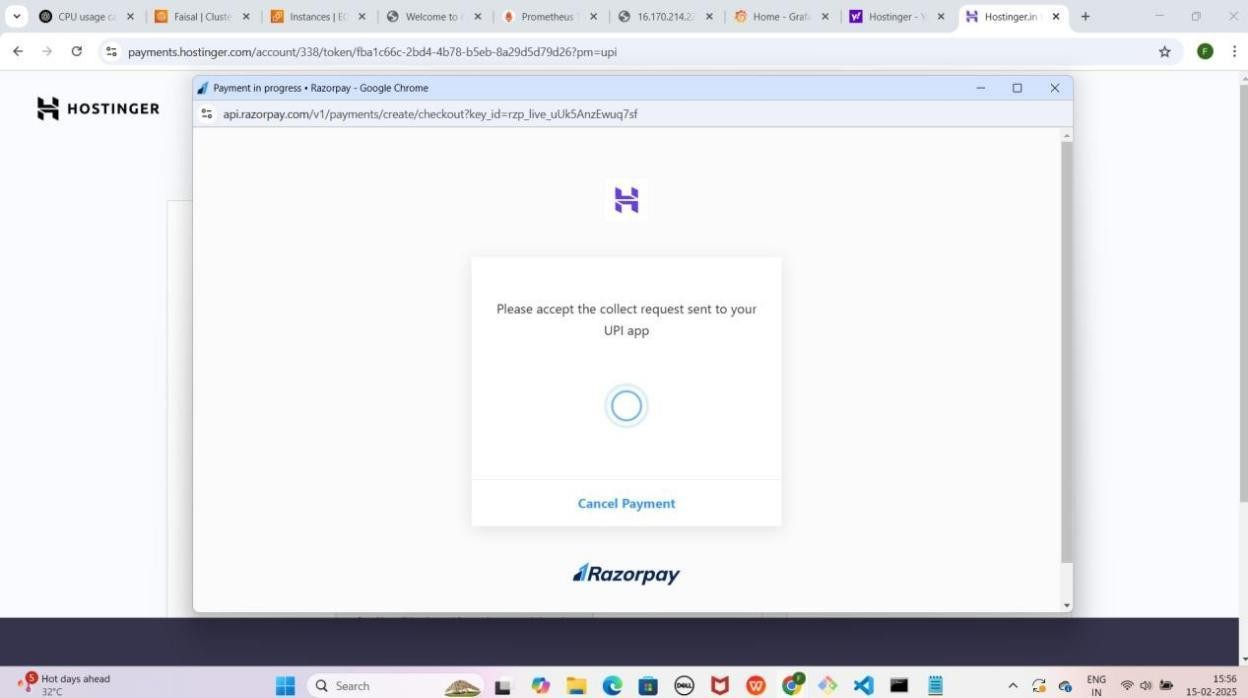 CPU usage ca
Faisal | Cluste
Instances | EC
Welcome to
Prometheus
16.170.214.2
Home - Graf
Hostinger -
Hostinger.in
payments.hostinger.com/account/338/token/fba1c66c-2bd4-4b78-b5eb-8a29d5d79d26?pm=upi
F
HOSTINGER
Payment in progress • Razorpay - Google Chrome
api.razorpay.com/v1/payments/create/checkout?key_id=rzp_live_uUk5AnzEwuq7sf
Please accept the collect request sent to your
UPI app
Cancel Payment
Razorpay
5
Hot days ahead
32°C
Search
DELL
ENG
IN
15:56
15-02-2025